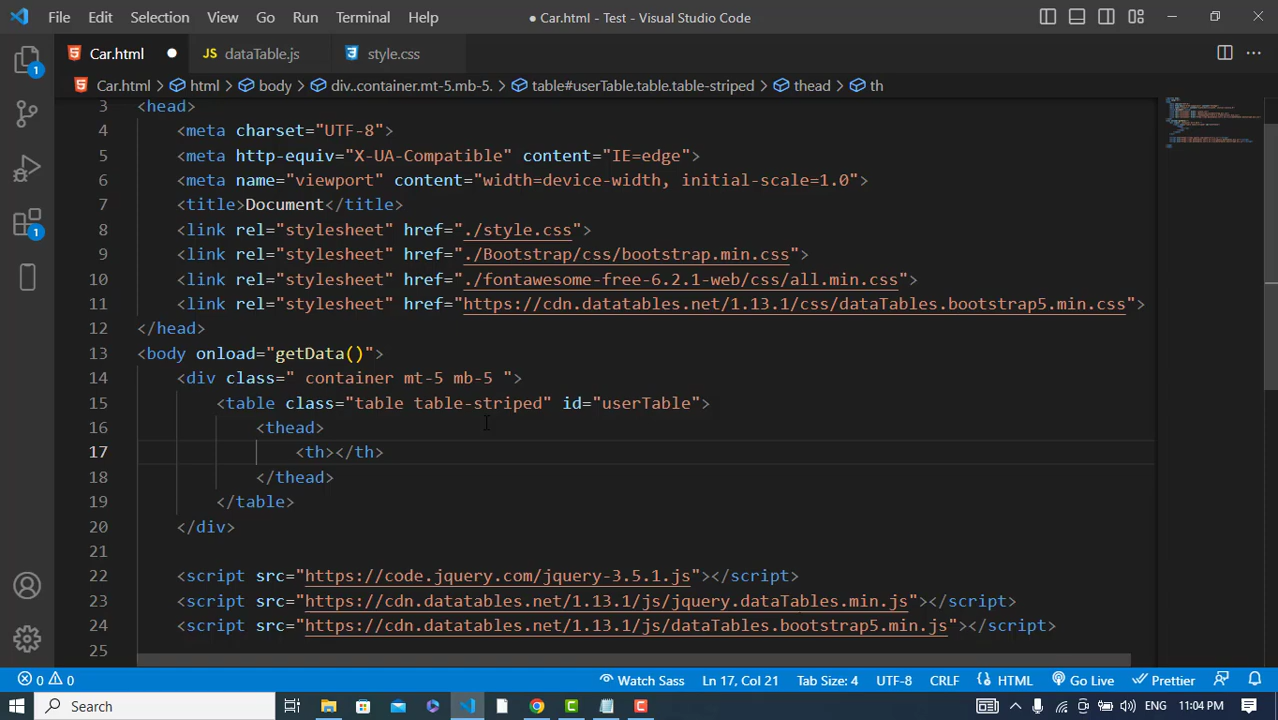 File Edit Selection View Go Run Terminal Help ● Car.html - Test - Visual Studio Code
Car.html ● JS dataTable.js style.css
Car.html > html > body > div..container.mt-5.mb-5. > table#userTable.table.table-striped > thead > th
3 <head>
4 <meta charset="UTF-8">
5 <meta http-equiv="X-UA-Compatible" content="IE=edge">
6 <meta name="viewport" content="width=device-width, initial-scale=1.0">
7 <title>Document</title>
8 <link rel="stylesheet" href="./style.css">
9 <link rel="stylesheet" href="./Bootstrap/css/bootstrap.min.css">
10 <link rel="stylesheet" href="./fontawesome-free-6.2.1-web/css/all.min.css">
11 <link rel="stylesheet" href="https://cdn.datatables.net/1.13.1/css/dataTables.bootstrap5.min.css">
12 </head>
13 <body onload="getData()">
14 <div class=" container mt-5 mb-5 ">
15 <table class="table table-striped" id="userTable">
16 <thead>
17 <th></th>
18 </thead>
19 </table>
20 </div>
21
22 <script src="https://code.jquery.com/jquery-3.5.1.js"></script>
23 <script src="https://cdn.datatables.net/1.13.1/js/jquery.dataTables.min.js"></script>
24 <script src="https://cdn.datatables.net/1.13.1/js/dataTables.bootstrap5.min.js"></script>
25
1
1
0 0 Watch Sass Ln 17, Col 21 Tab Size: 4 UTF-8 CRLF HTML Go Live Prettier
Search ENG 11:04 PM